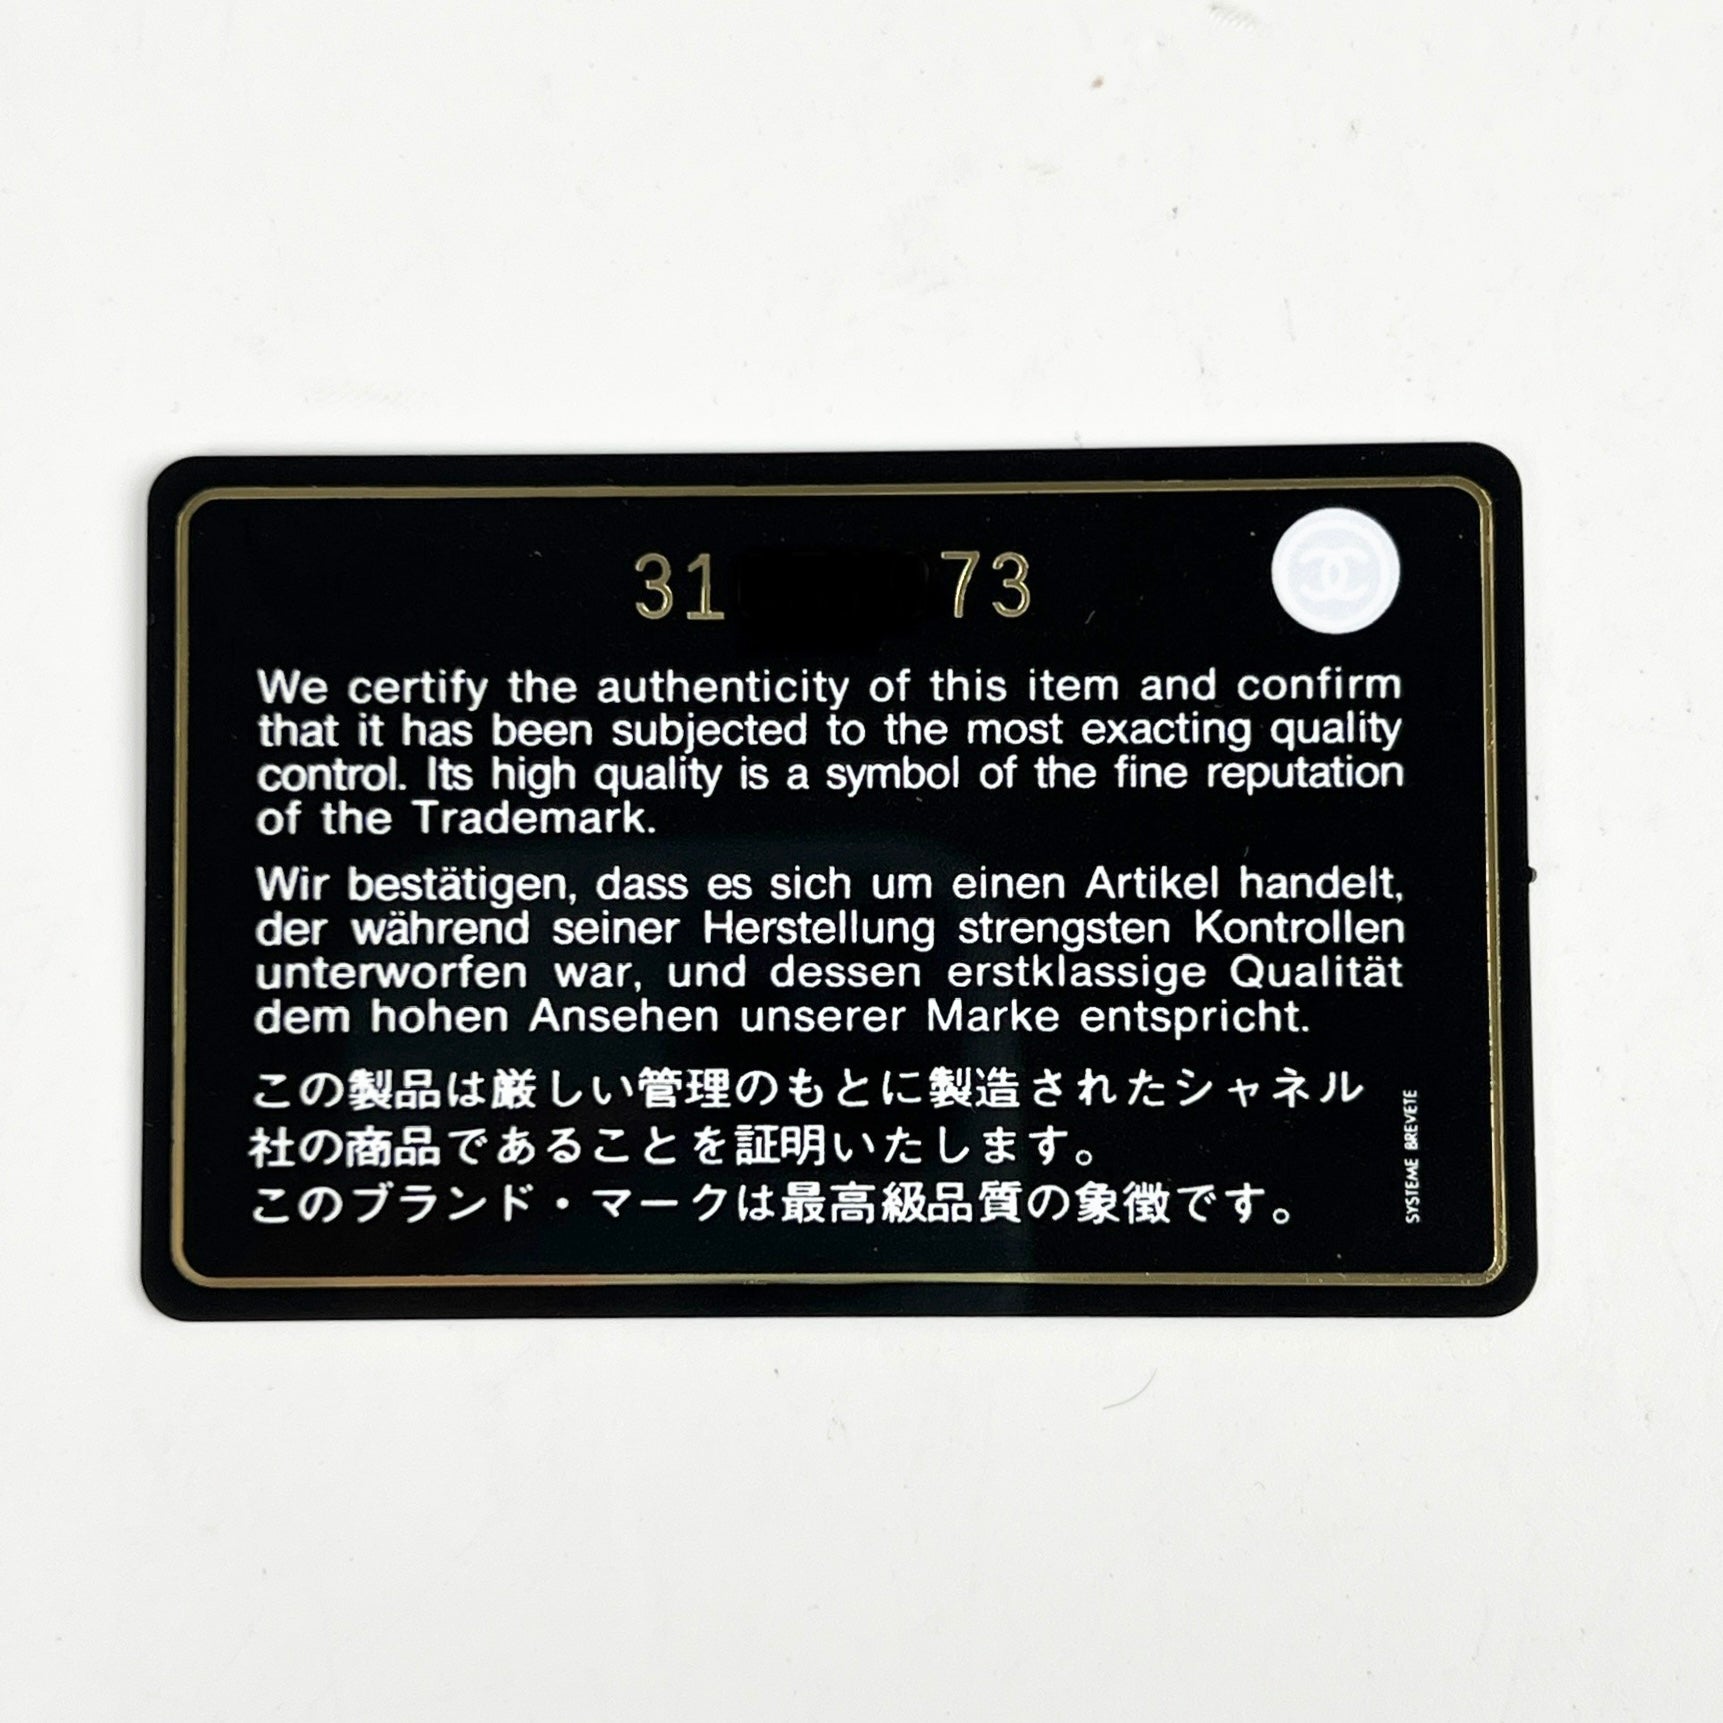 31 73
We certify the authenticity of this item and confirm
that it has been subjected to the most exacting quality
control. Its high quality is a symbol of the fine reputation
of the Trademark.
Wir bestätigen, dass es sich um einen Artikel handelt,
der während seiner Herstellung strengsten Kontrollen
unterworfen war, und dessen erstklassige Qualität
dem hohen Ansehen unserer Marke entspricht.
この製品は厳しい管理のもとに製造されたシャネル
社の商品であることを証明いたします。
このブランド・マークは最高級品質の象徴です。
SYSTEME BREVETE